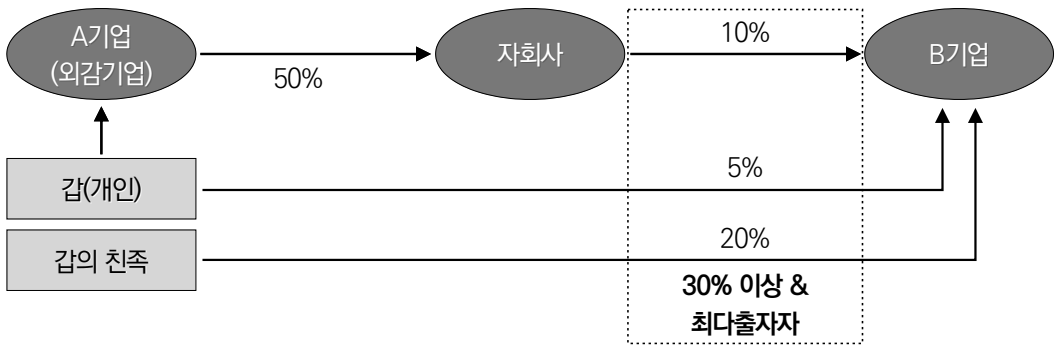 A기업
(외감기업)
50%
자회사
10%
B기업
갑(개인)
5%
갑의 친족
20%
30% 이상 &
최다출자자